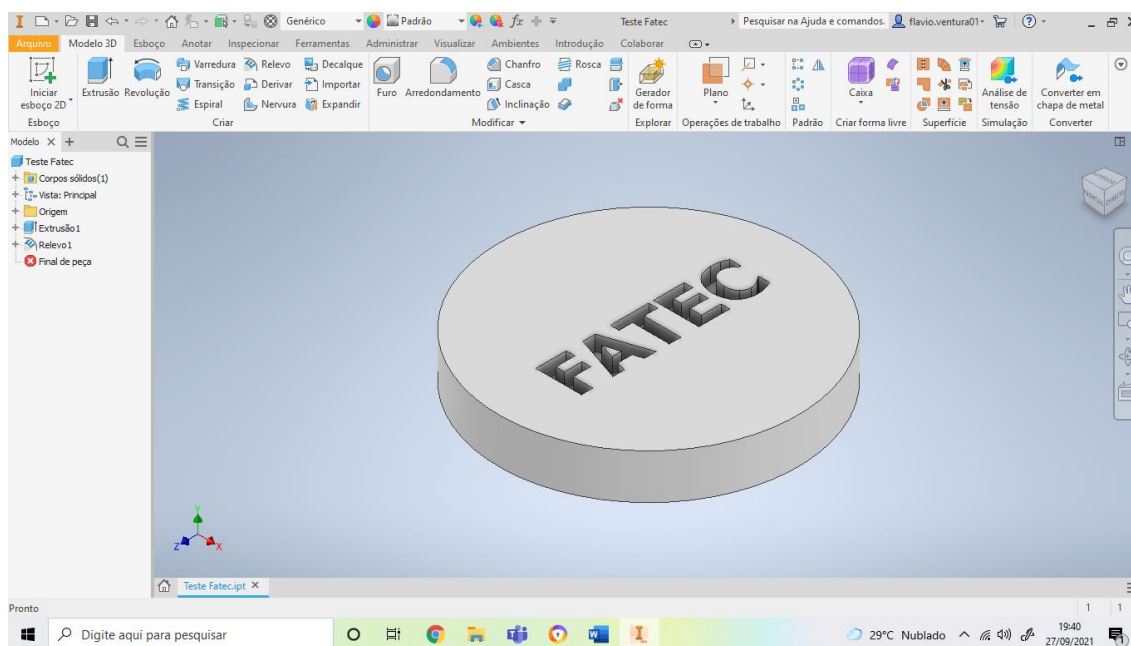 Genérico Padrão fx Teste Fatec Pesquisar na Ajuda e comandos. flavio.ventura01
Arquivo Modelo 3D Esboço Anotar Inspecionar Ferramentas Administrar Visualizar Ambientes Introdução Colaborar
Varredura Relevo Decalque Chanfro Rosca
Iniciar esboço 2D Extrusão Revolução Transição Derivar Importar Furo Arredondamento Casca Gerador de forma Plano Caixa Análise de tensão Converter em chapa de metal
Espiral Nervura Expandir Inclinação
Esboço Criar Modificar Explorar Operações de trabalho Padrão Criar forma livre Superfície Simulação Converter
Modelo
Teste Fatec
Corpos sólidos(1)
Vista: Principal
Origem
Extrusão1
Relevo1
Final de peça
FATEC
Y
Z X
Teste Fatec.ipt
Pronto 1 1
Digite aqui para pesquisar 29°C Nublado 19:40
27/09/2021